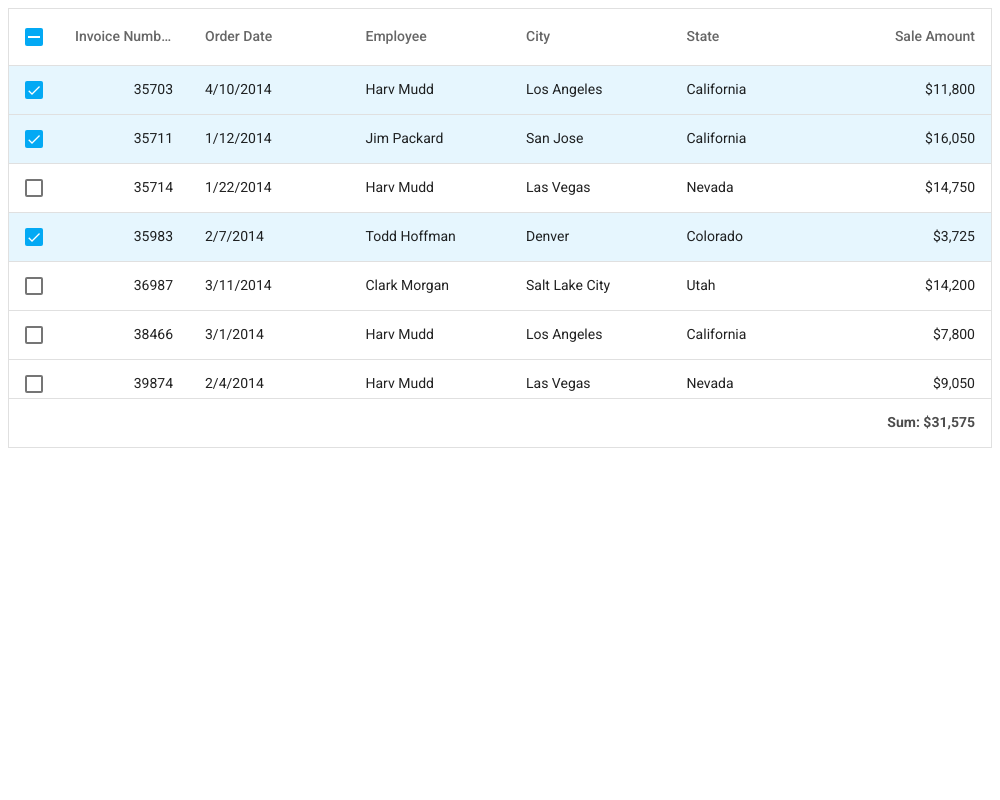 Invoice Numb... Order Date Employee City State Sale Amount
35703 4/10/2014 Harv Mudd Los Angeles California $11,800
35711 1/12/2014 Jim Packard San Jose California $16,050
35714 1/22/2014 Harv Mudd Las Vegas Nevada $14,750
35983 2/7/2014 Todd Hoffman Denver Colorado $3,725
36987 3/11/2014 Clark Morgan Salt Lake City Utah $14,200
38466 3/1/2014 Harv Mudd Los Angeles California $7,800
39874 2/4/2014 Harv Mudd Las Vegas Nevada $9,050
Sum: $31,575